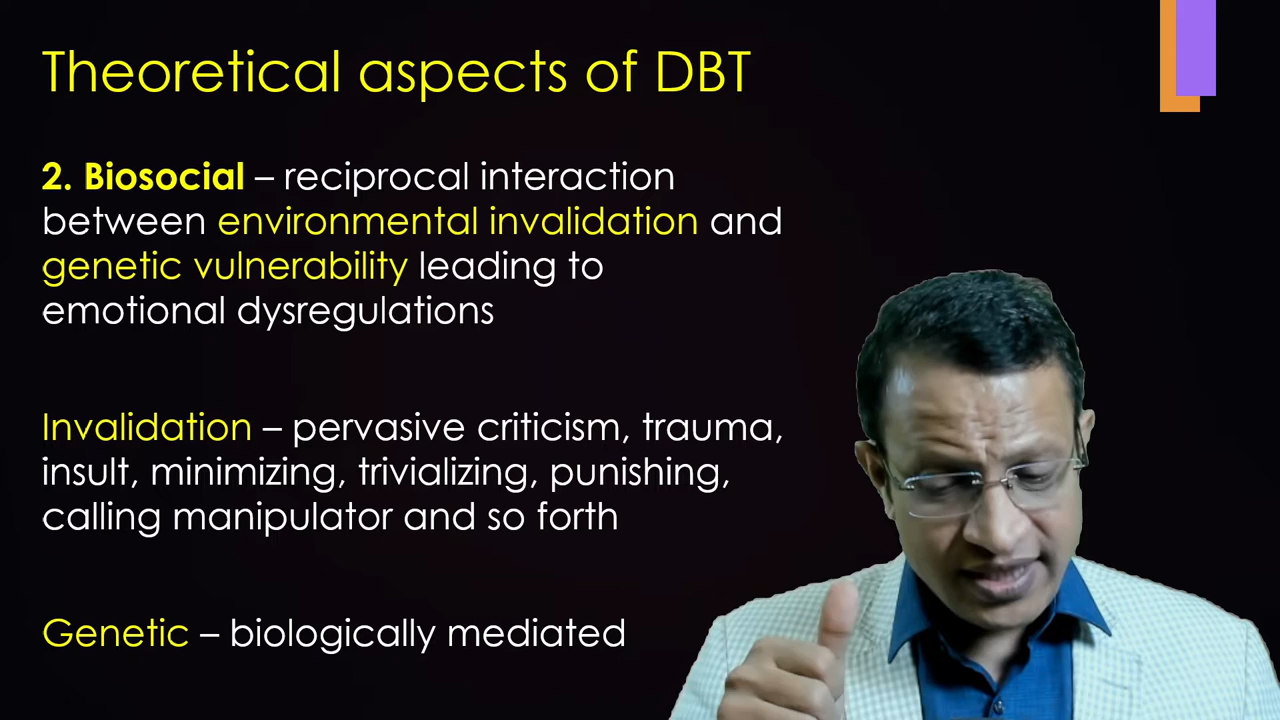 Theoretical aspects of DBT
2. Biosocial – reciprocal interaction
between environmental invalidation and
genetic vulnerability leading to
emotional dysregulations
Invalidation – pervasive criticism, trauma,
insult, minimizing, trivializing, punishing,
calling manipulator and so forth
Genetic – biologically mediated